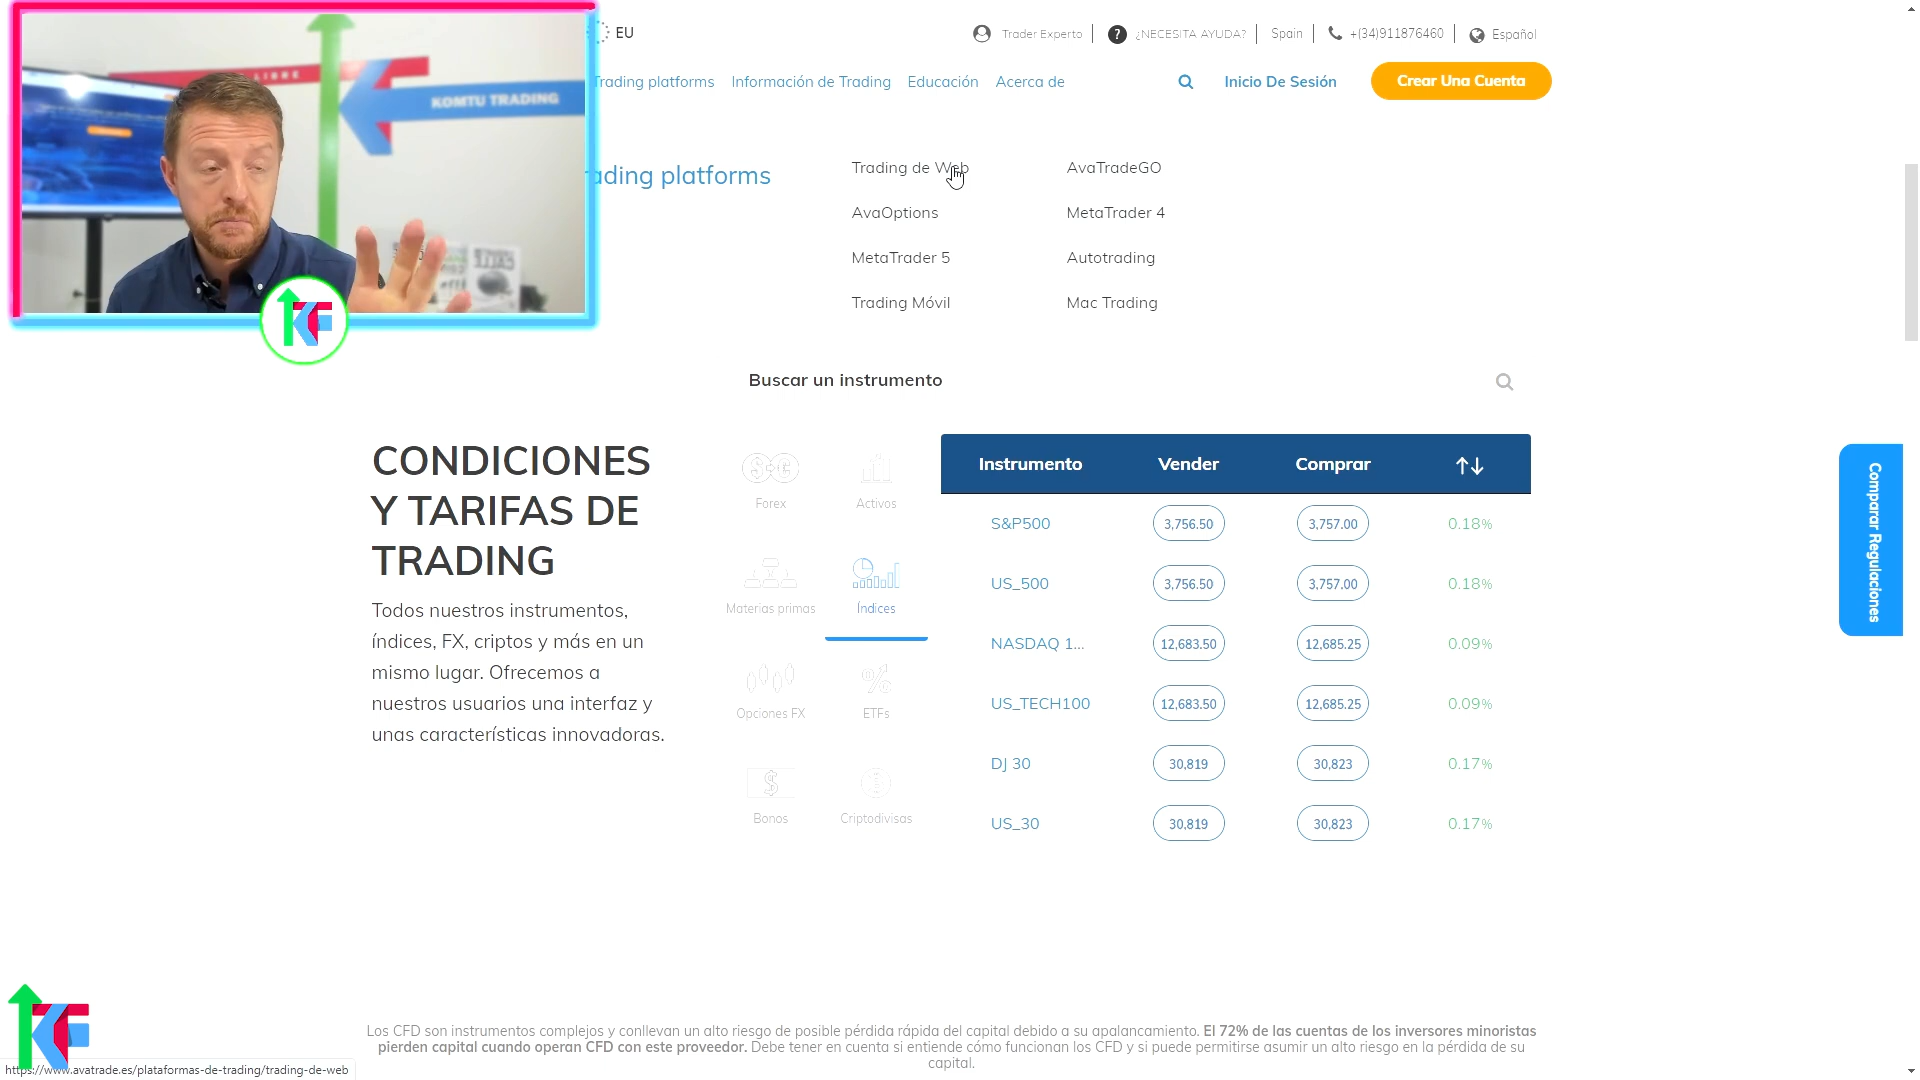 EU
Trader Experto
? ¿NECESITA AYUDA?
Spain
+(34)911876460
Español
Trading platforms
Información de Trading
Educación
Acerca de
Inicio De Sesión
Crear Una Cuenta
LIBRE
KOMTU TRADING
ading platforms
Trading de Web
AvaTradeGO
AvaOptions
MetaTrader 4
MetaTrader 5
Autotrading
Trading Móvil
Mac Trading
KF
Buscar un instrumento
CONDICIONES
Y TARIFAS DE
TRADING
Todos nuestros instrumentos,
índices, FX, criptos y más en un
mismo lugar. Ofrecemos a
nuestros usuarios una interfaz y
unas características innovadoras.
Forex
Activos
Materias primas
Índices
Opciones FX
ETFs
Bonos
Criptodivisas
Instrumento Vender Comprar
S&P500 3,756.50 3,757.00 0.18%
US_500 3,756.50 3,757.00 0.18%
NASDAQ 1... 12,683.50 12,685.25 0.09%
US_TECH100 12,683.50 12,685.25 0.09%
DJ 30 30,819 30,823 0.17%
US_30 30,819 30,823 0.17%
Comparar Regulaciones
Los CFD son instrumentos complejos y conllevan un alto riesgo de posible pérdida rápida del capital debido a su apalancamiento. El 72% de las cuentas de los inversores minoristas
pierden capital cuando operan CFD con este proveedor. Debe tener en cuenta si entiende cómo funcionan los CFD y si puede permitirse asumir un alto riesgo en la pérdida de su
capital.
KF
https://www.avatrade.es/plataformas-de-trading/trading-de-web